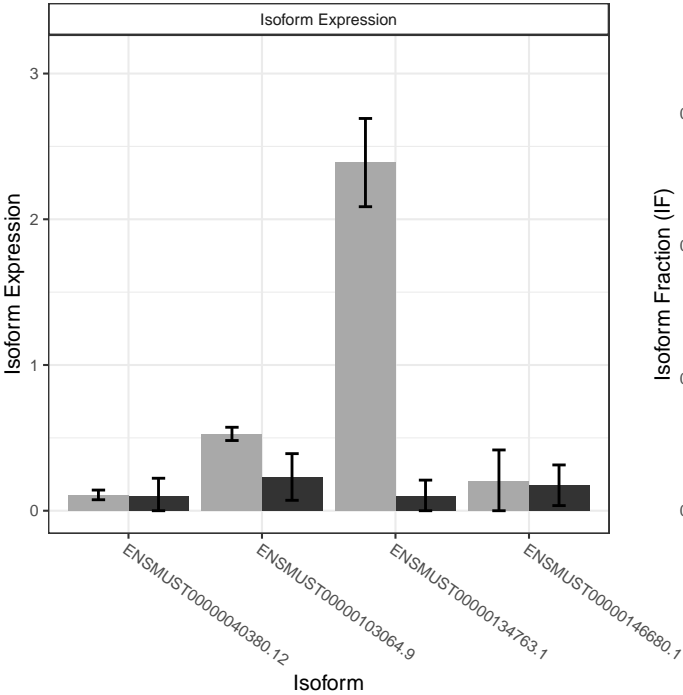 Isoform Expression
Isoform Expression
3
2
1
0
ENSMUST00000040380.12
ENSMUST00000103064.9
ENSMUST00000134763.1
ENSMUST00000146680.1
Isoform
Isoform Fraction (IF)